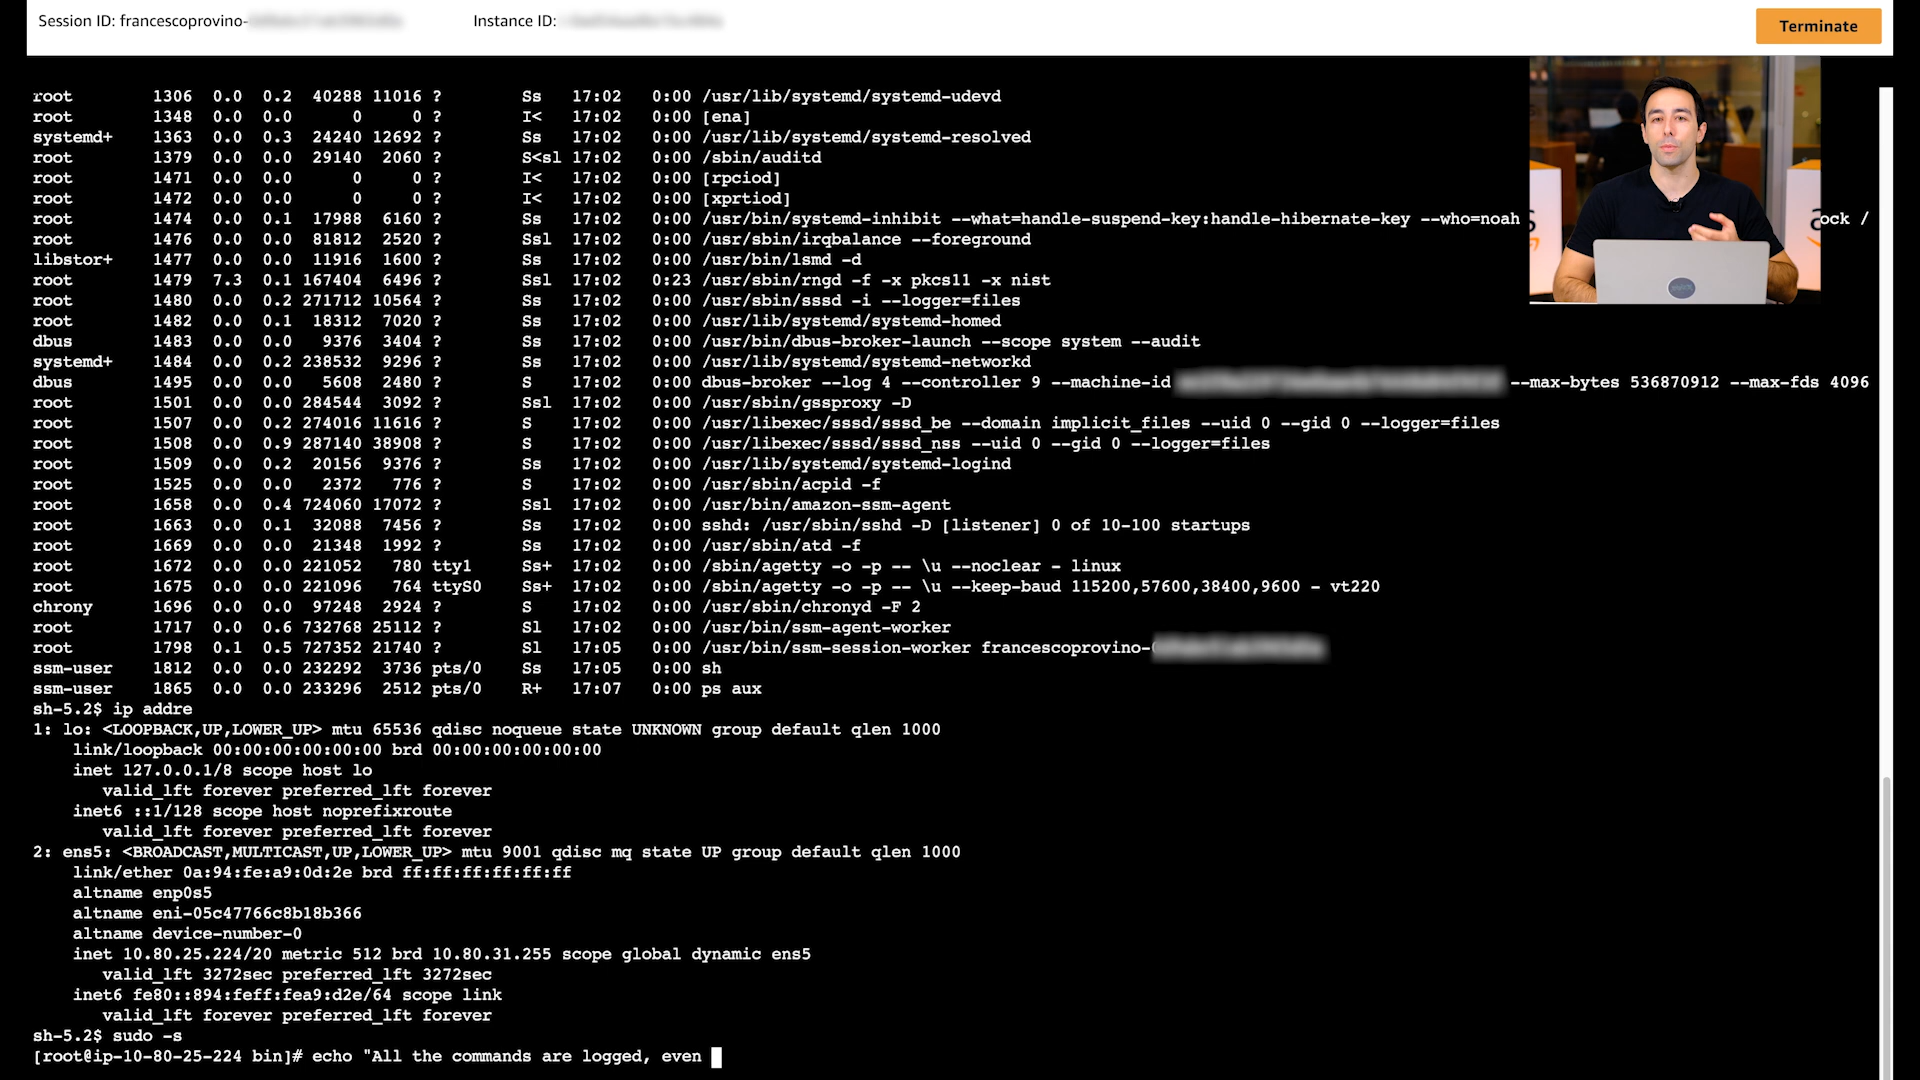 Session ID: francescoprovino-
Instance ID:
Terminate
root 1306 0.0 0.2 40288 11016 ? Ss 17:02 0:00 /usr/lib/systemd/systemd-udevd
root 1348 0.0 0.0 0 0 ? I< 17:02 0:00 [ena]
systemd+ 1363 0.0 0.3 24240 12692 ? Ss 17:02 0:00 /usr/lib/systemd/systemd-resolved
root 1379 0.0 0.0 29140 2060 ? S<sl 17:02 0:00 /sbin/auditd
root 1471 0.0 0.0 0 0 ? I< 17:02 0:00 [rpciod]
root 1472 0.0 0.0 0 0 ? I< 17:02 0:00 [xprtiod]
root 1474 0.0 0.1 17988 6160 ? Ss 17:02 0:00 /usr/bin/systemd-inhibit --what=handle-suspend-key:handle-hibernate-key --who=noah ock /
root 1476 0.0 0.0 81812 2520 ? Ssl 17:02 0:00 /usr/sbin/irqbalance --foreground
libstor+ 1477 0.0 0.0 11916 1600 ? Ss 17:02 0:00 /usr/bin/lsmd -d
root 1479 7.3 0.1 167404 6496 ? Ssl 17:02 0:23 /usr/sbin/rngd -f -x pkcs11 -x nist
root 1480 0.0 0.2 271712 10564 ? Ss 17:02 0:00 /usr/sbin/sssd -i --logger=files
root 1482 0.0 0.1 18312 7020 ? Ss 17:02 0:00 /usr/lib/systemd/systemd-homed
dbus 1483 0.0 0.0 9376 3404 ? Ss 17:02 0:00 /usr/bin/dbus-broker-launch --scope system --audit
systemd+ 1484 0.0 0.2 238532 9296 ? Ss 17:02 0:00 /usr/lib/systemd/systemd-networkd
dbus 1495 0.0 0.0 5608 2480 ? S 17:02 0:00 dbus-broker --log 4 --controller 9 --machine-id --max-bytes 536870912 --max-fds 4096
root 1501 0.0 0.0 284544 3092 ? Ssl 17:02 0:00 /usr/sbin/gssproxy -D
root 1507 0.0 0.2 274016 11616 ? S 17:02 0:00 /usr/libexec/sssd/sssd_be --domain implicit_files --uid 0 --gid 0 --logger=files
root 1508 0.0 0.9 287140 38908 ? S 17:02 0:00 /usr/libexec/sssd/sssd_nss --uid 0 --gid 0 --logger=files
root 1509 0.0 0.2 20156 9376 ? Ss 17:02 0:00 /usr/lib/systemd/systemd-logind
root 1525 0.0 0.0 2372 776 ? S 17:02 0:00 /usr/sbin/acpid -f
root 1658 0.0 0.4 724060 17072 ? Ssl 17:02 0:00 /usr/bin/amazon-ssm-agent
root 1663 0.0 0.1 32088 7456 ? Ss 17:02 0:00 sshd: /usr/sbin/sshd -D [listener] 0 of 10-100 startups
root 1669 0.0 0.0 21348 1992 ? Ss 17:02 0:00 /usr/sbin/atd -f
root 1672 0.0 0.0 221052 780 tty1 Ss+ 17:02 0:00 /sbin/agetty -o -p -- \u --noclear - linux
root 1675 0.0 0.0 221096 764 ttyS0 Ss+ 17:02 0:00 /sbin/agetty -o -p -- \u --keep-baud 115200,57600,38400,9600 - vt220
chrony 1696 0.0 0.0 97248 2924 ? S 17:02 0:00 /usr/sbin/chronyd -F 2
root 1717 0.0 0.6 732768 25112 ? Sl 17:02 0:00 /usr/bin/ssm-agent-worker
root 1798 0.1 0.5 727352 21740 ? Sl 17:05 0:00 /usr/bin/ssm-session-worker francescoprovino-
ssm-user 1812 0.0 0.0 232292 3736 pts/0 Ss 17:05 0:00 sh
ssm-user 1865 0.0 0.0 233296 2512 pts/0 R+ 17:07 0:00 ps aux
sh-5.2$ ip addre
1: lo: <LOOPBACK,UP,LOWER_UP> mtu 65536 qdisc noqueue state UNKNOWN group default qlen 1000
link/loopback 00:00:00:00:00:00 brd 00:00:00:00:00:00
inet 127.0.0.1/8 scope host lo
valid_lft forever preferred_lft forever
inet6 ::1/128 scope host noprefixroute
valid_lft forever preferred_lft forever
2: ens5: <BROADCAST,MULTICAST,UP,LOWER_UP> mtu 9001 qdisc mq state UP group default qlen 1000
link/ether 0a:94:fe:a9:0d:2e brd ff:ff:ff:ff:ff:ff
altname enp0s5
altname eni-05c47766c8b18b366
altname device-number-0
inet 10.80.25.224/20 metric 512 brd 10.80.31.255 scope global dynamic ens5
valid_lft 3272sec preferred_lft 3272sec
inet6 fe80::894:feff:fea9:d2e/64 scope link
valid_lft forever preferred_lft forever
sh-5.2$ sudo -s
[root@ip-10-80-25-224 bin]# echo "All the commands are logged, even